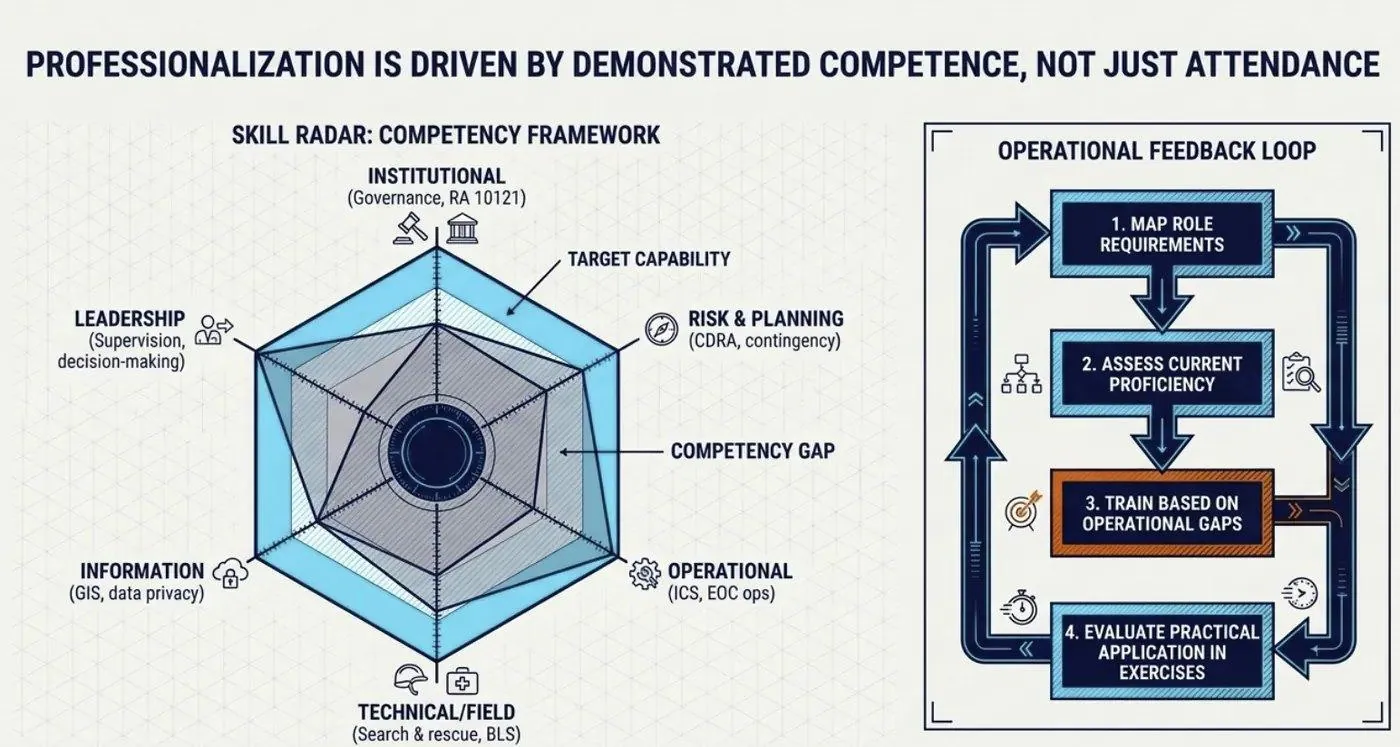 PROFESSIONALIZATION IS DRIVEN BY DEMONSTRATED COMPETENCE, NOT JUST ATTENDANCE
SKILL RADAR: COMPETENCY FRAMEWORK
INSTITUTIONAL
(Governance, RA 10121)
TARGET CAPABILITY
LEADERSHIP
(Supervision,
decision-making)
RISK & PLANNING
(CDRA, contingency)
COMPETENCY GAP
INFORMATION
(GIS, data privacy)
OPERATIONAL
(ICS, EOC ops)
TECHNICAL/FIELD
(Search & rescue, BLS)
OPERATIONAL FEEDBACK LOOP
1. MAP ROLE
REQUIREMENTS
2. ASSESS CURRENT
PROFICIENCY
3. TRAIN BASED ON
OPERATIONAL GAPS
4. EVALUATE PRACTICAL
APPLICATION IN
EXERCISES